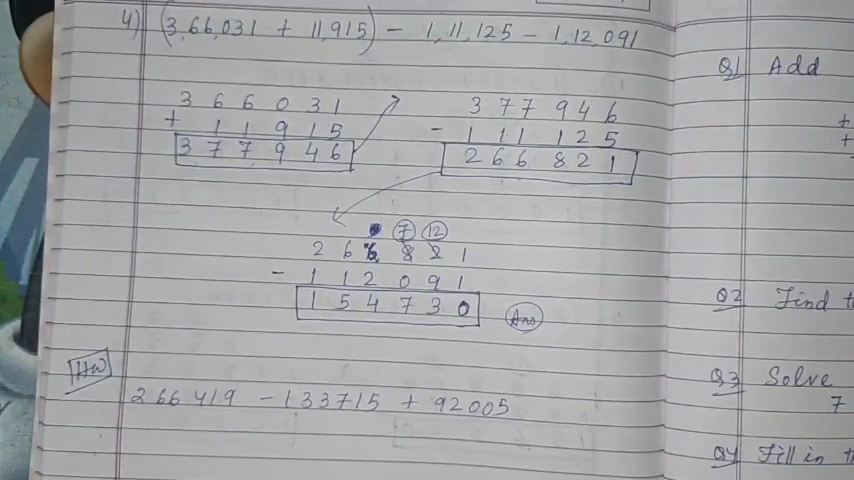 4) (3,66,031 + 11,915) - 1,11,125 - 1,12,091
3 6 6 0 3 1
+ 1 1 9 1 5
3 7 7 9 4 6
3 7 7 9 4 6
- 1 1 1 1 2 5
2 6 6 8 2 1
7 12
2 6 6 8 2 1
- 1 1 2 0 9 1
1 5 4 7 3 0
Ans
HW
266419 - 133715 + 92005
Q1 Add
+
+
Q2 Find
Q3 Solve
7
Q4 Fill in